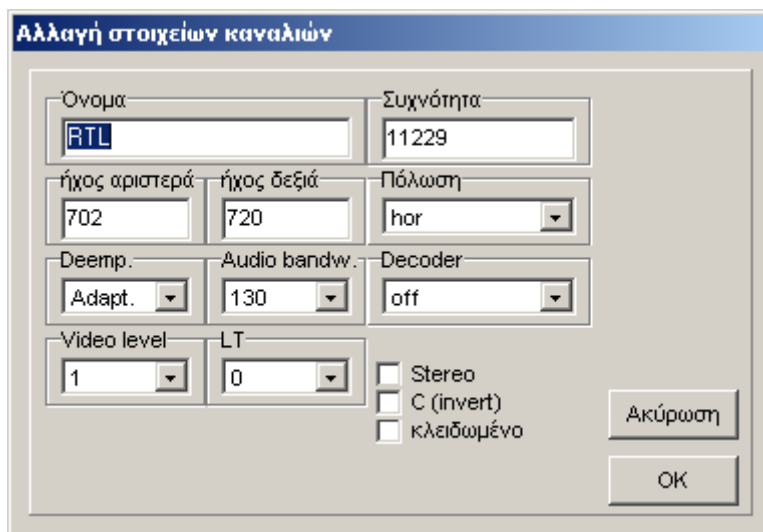 Αλλαγή στοιχείων καναλιών
Όνομα Συχνότητα
RTL 11229
ήχος αριστερά ήχος δεξιά Πόλωση
702 720 hor
Deemp. Audio bandw. Decoder
Adapt. 130 off
Video level LT
1 0
Stereo
C (invert)
κλειδωμένο
Ακύρωση
OK